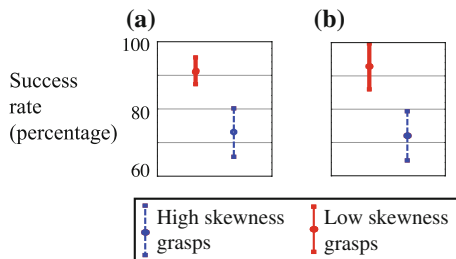 (a)
(b)
100
80
60
Success
rate
(percentage)
High skewness
grasps
Low skewness
grasps